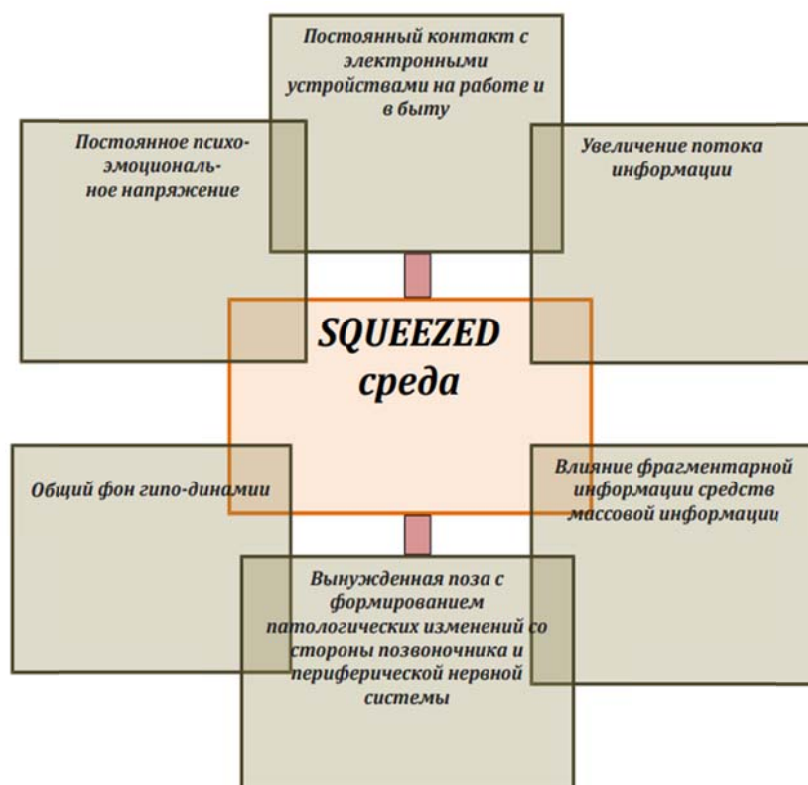 Постоянный контакт с
электронными
устройствами на работе и
в быту
Постоянное психо-
эмоциональ-
ное напряжение
Увеличение потока
информации
SQUEEZED
среда
Общий фон гипо-динамии
Влияние фрагментарной
информации средств
массовой информации
Вынужденная поза с
формированием
патологических изменений со
стороны позвоночника и
периферической нервной
системы